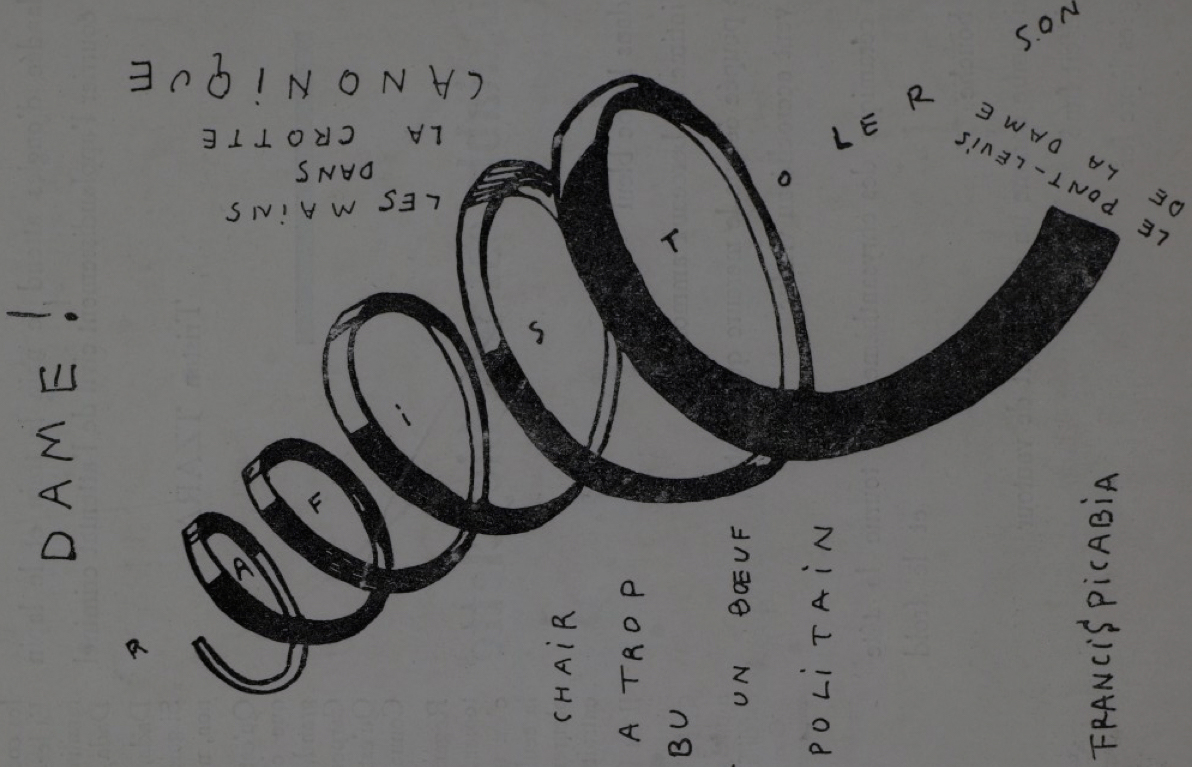 DAME !
LES MAiNS
DANS
LA CROTTE
CANONiQUE
R A F i S T O LER SON
LE PONT-LEViS
DE LA DAME
CHAiR
A TROP
BU
UN BŒUF
POLiTAiN
FRANCiS PiCABiA